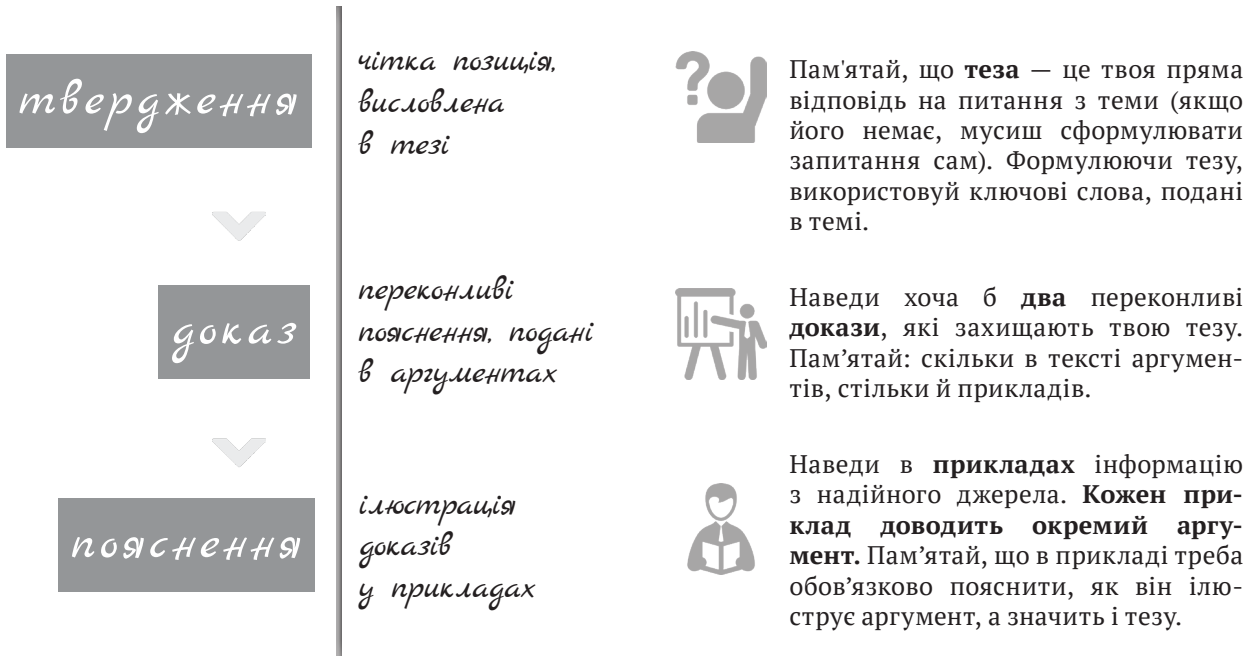 твердження
чітка позиція,
висловлена
в тезі
Пам'ятай, що теза — це твоя пряма
відповідь на питання з теми (якщо
його немає, мусиш сформулювати
запитання сам). Формулюючи тезу,
використовуй ключові слова, подані
в темі.
доказ
переконливі
пояснення, подані
в аргументах
Наведи хоча б два переконливі
докази, які захищають твою тезу.
Пам’ятай: скільки в тексті аргумен-
тів, стільки й прикладів.
пояснення
ілюстрація
доказів
у прикладах
Наведи в прикладах інформацію
з надійного джерела. Кожен при-
клад доводить окремий аргу-
мент. Пам’ятай, що в прикладі треба
обов’язково пояснити, як він ілю-
струє аргумент, а значить і тезу.